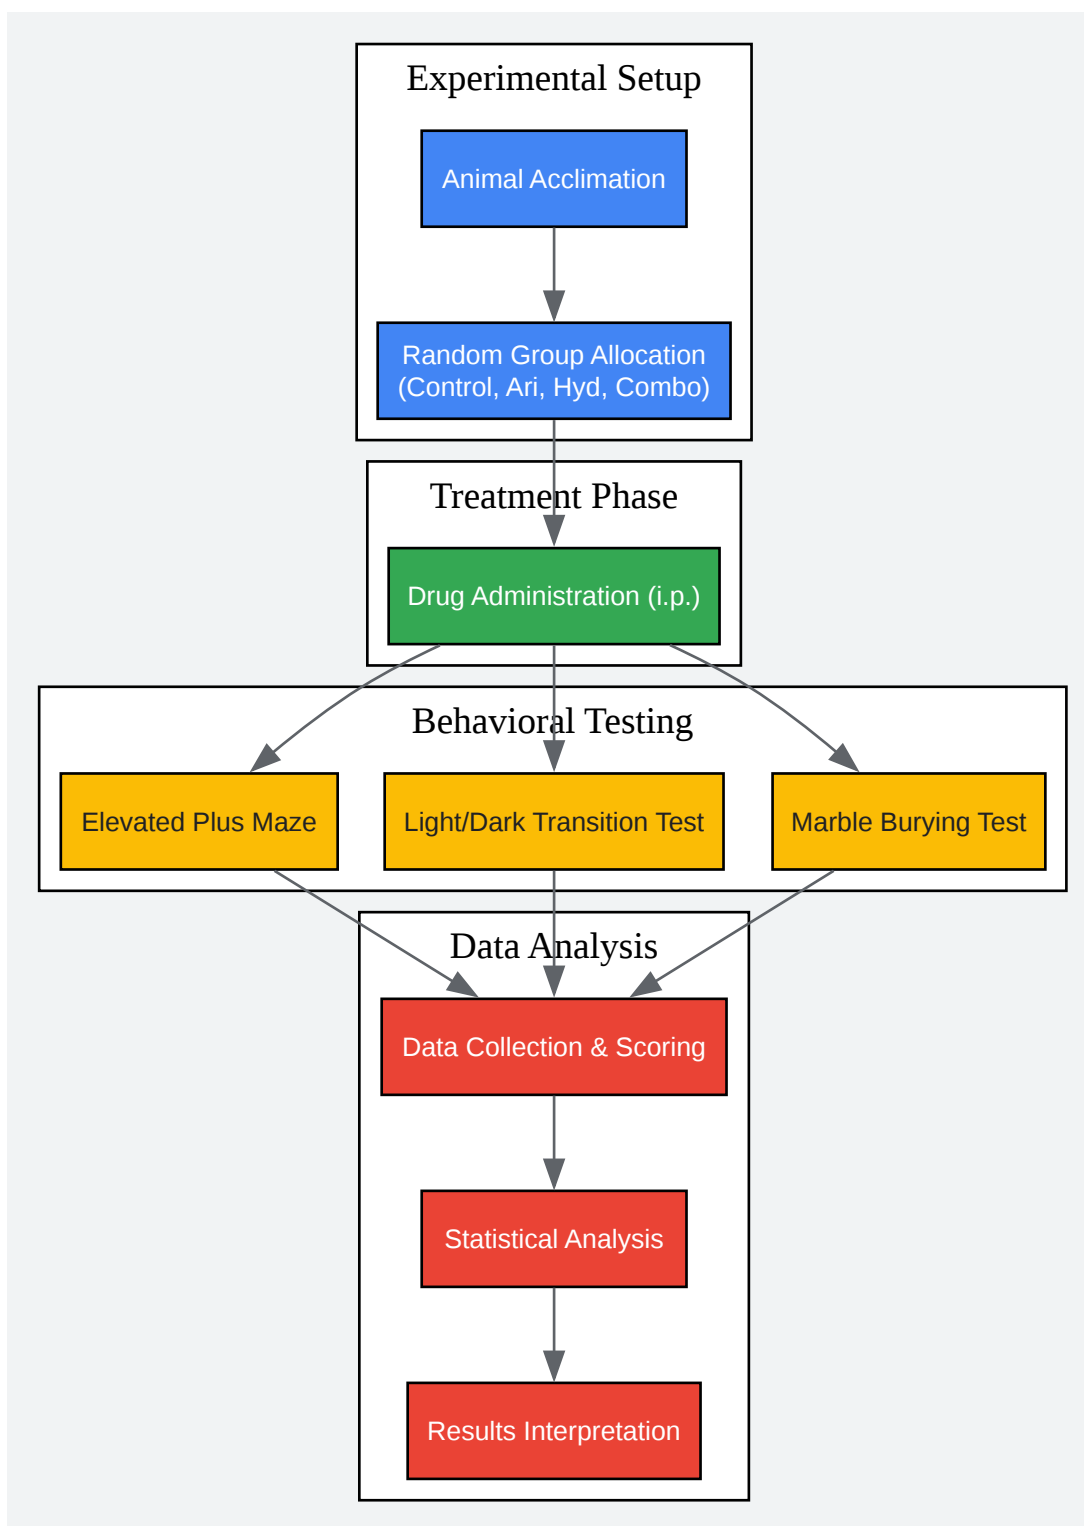 Experimental Setup
Animal Acclimation
Random Group Allocation
(Control, Ari, Hyd, Combo)
Treatment Phase
Drug Administration (i.p.)
Behavioral Testing
Elevated Plus Maze
Light/Dark Transition Test
Marble Burying Test
Data Analysis
Data Collection & Scoring
Statistical Analysis
Results Interpretation